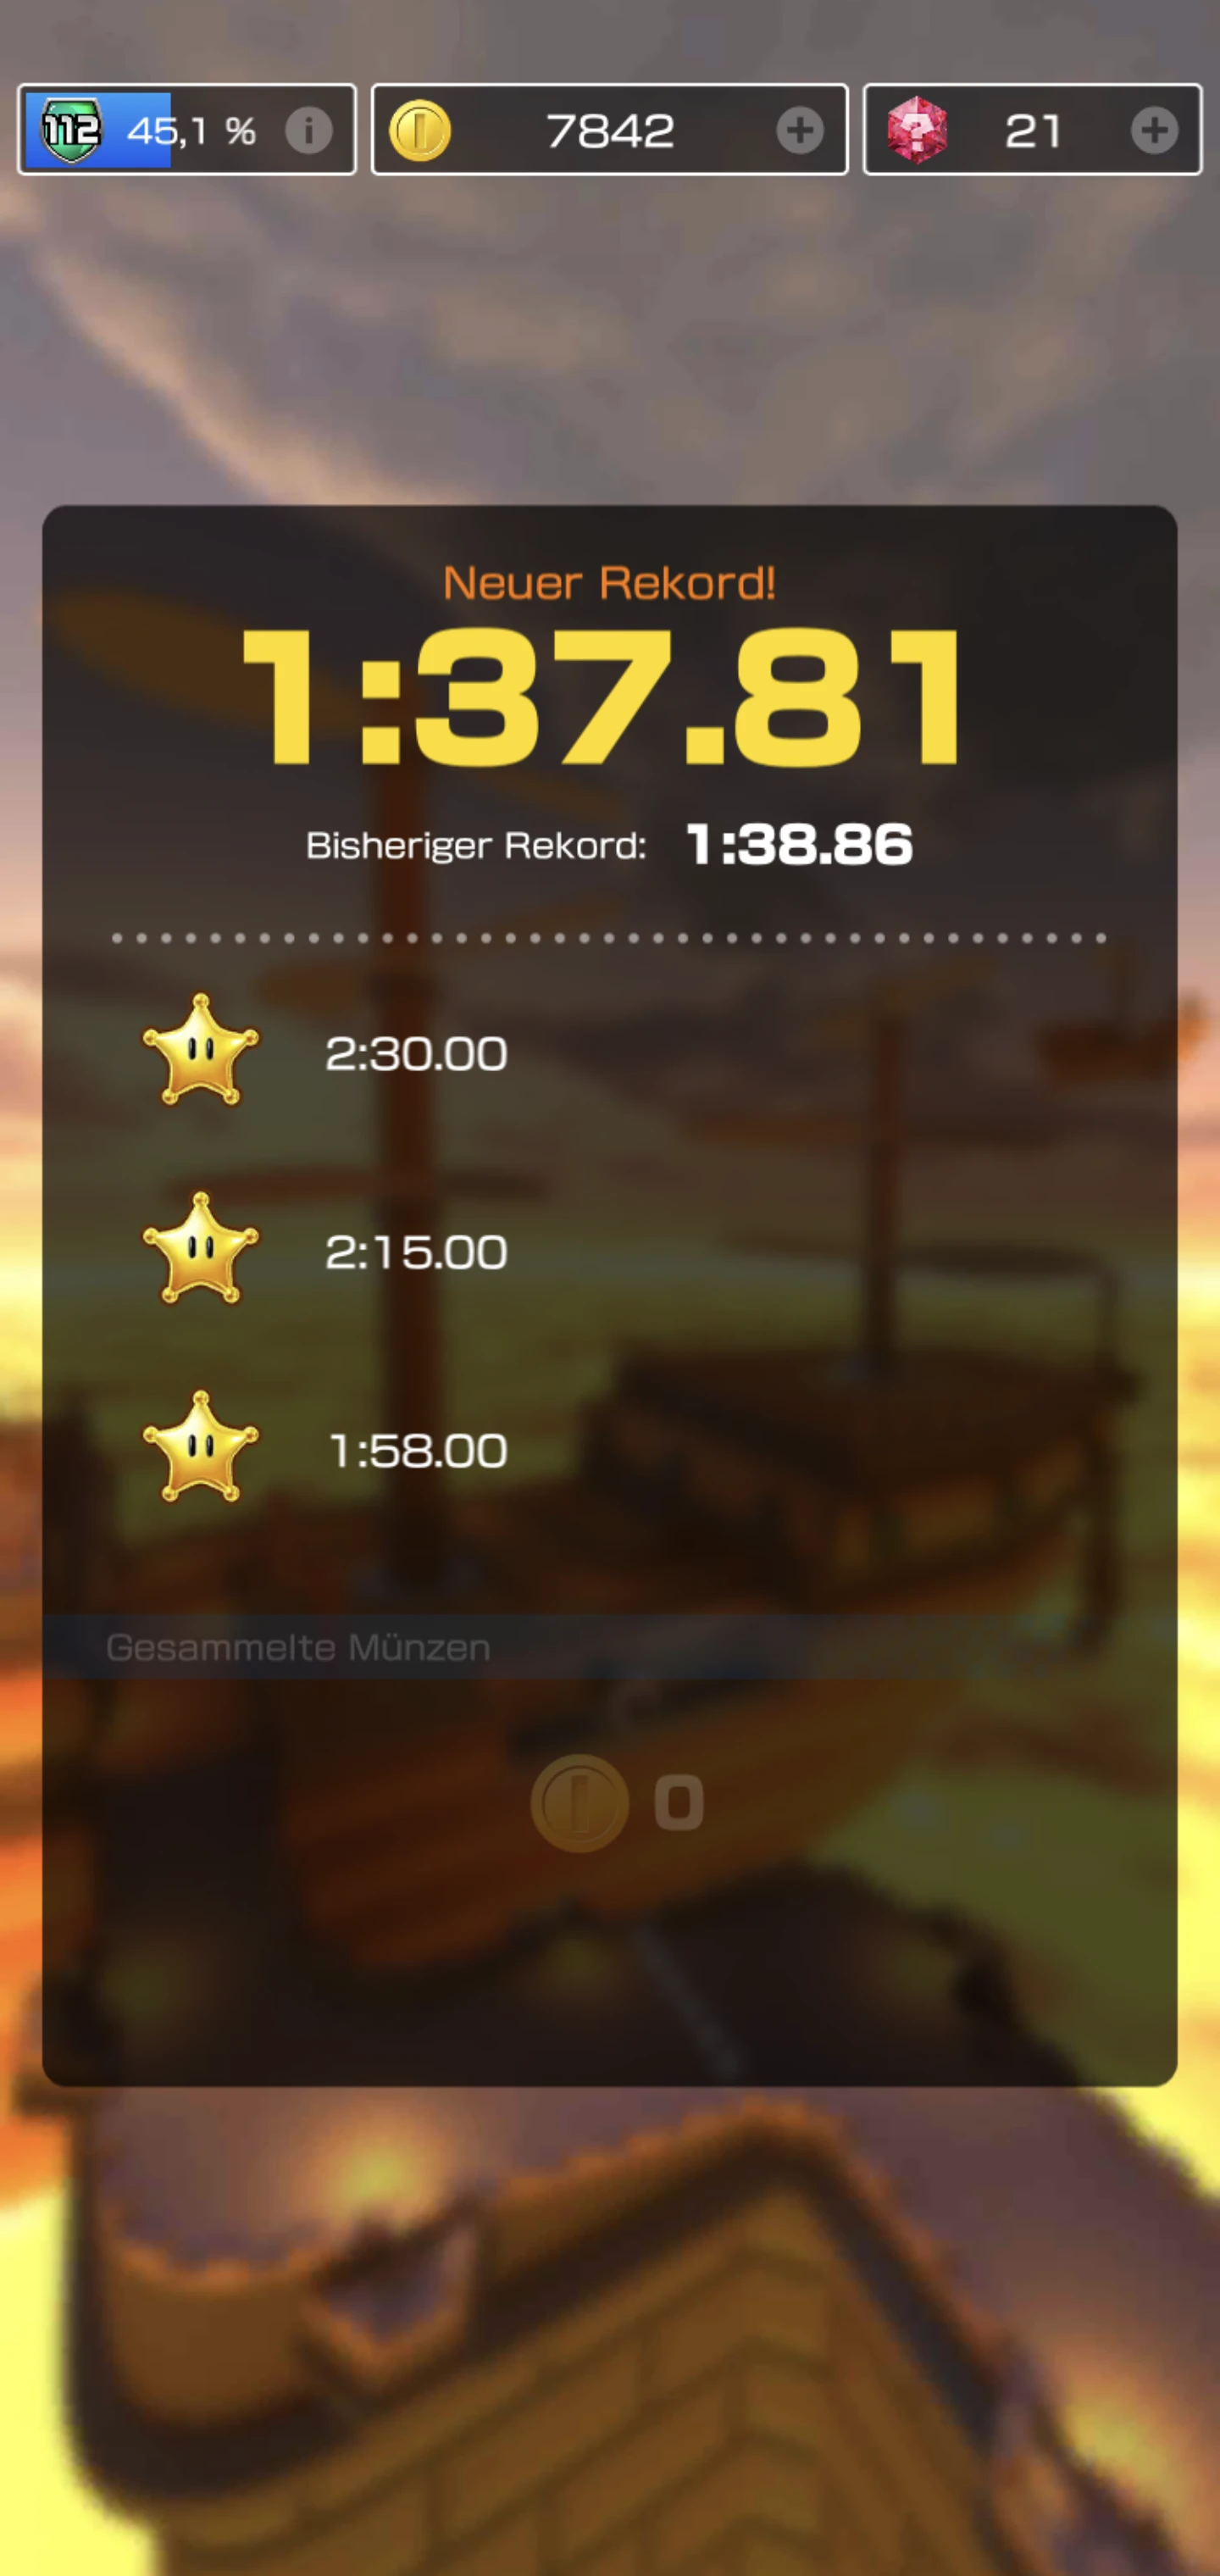 112 45,1 % i 7842 + ? 21 +
Neuer Rekord!
1:37.81
Bisheriger Rekord: 1:38.86
2:30.00
2:15.00
1:58.00
Gesammelte Münzen
0